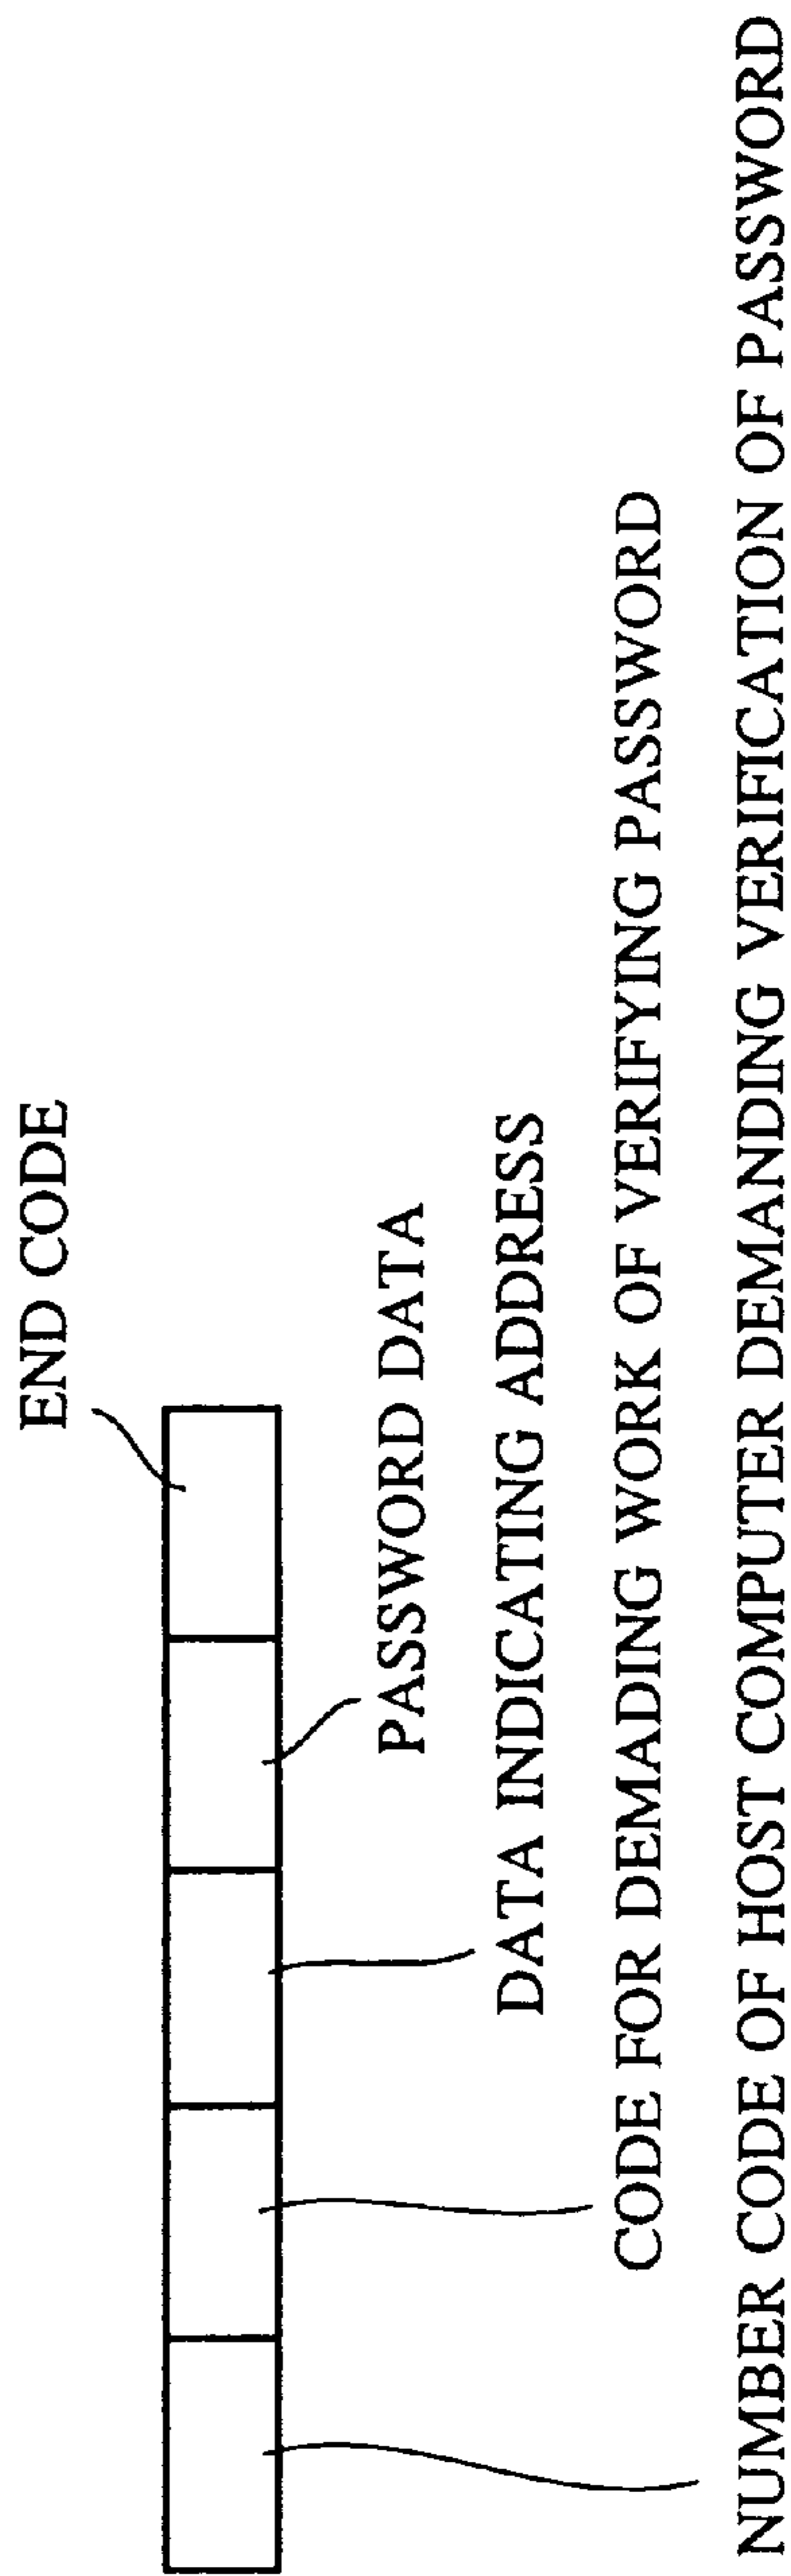 END CODE
PASSWORD DATA
DATA INDICATING ADDRESS
CODE FOR DEMADING WORK OF VERIFYING PASSWORD
NUMBER CODE OF HOST COMPUTER DEMANDING VERIFICATION OF PASSWORD